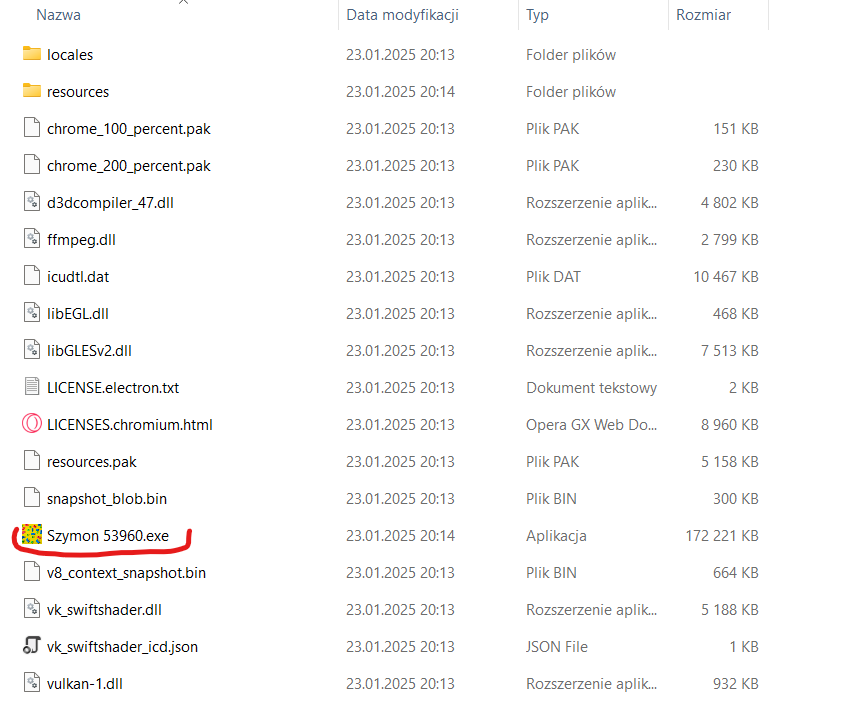 Nazwa Data modyfikacji Typ Rozmiar
locales 23.01.2025 20:13 Folder plików
resources 23.01.2025 20:14 Folder plików
chrome_100_percent.pak 23.01.2025 20:13 Plik PAK 151 KB
chrome_200_percent.pak 23.01.2025 20:13 Plik PAK 230 KB
d3dcompiler_47.dll 23.01.2025 20:13 Rozszerzenie aplik... 4 802 KB
ffmpeg.dll 23.01.2025 20:13 Rozszerzenie aplik... 2 799 KB
icudtl.dat 23.01.2025 20:13 Plik DAT 10 467 KB
libEGL.dll 23.01.2025 20:13 Rozszerzenie aplik... 468 KB
libGLESv2.dll 23.01.2025 20:13 Rozszerzenie aplik... 7 513 KB
LICENSE.electron.txt 23.01.2025 20:13 Dokument tekstowy 2 KB
LICENSES.chromium.html 23.01.2025 20:13 Opera GX Web Do... 8 960 KB
resources.pak 23.01.2025 20:13 Plik PAK 5 158 KB
snapshot_blob.bin 23.01.2025 20:13 Plik BIN 300 KB
Szymon 53960.exe 23.01.2025 20:14 Aplikacja 172 221 KB
v8_context_snapshot.bin 23.01.2025 20:13 Plik BIN 664 KB
vk_swiftshader.dll 23.01.2025 20:13 Rozszerzenie aplik... 5 188 KB
vk_swiftshader_icd.json 23.01.2025 20:13 JSON File 1 KB
vulkan-1.dll 23.01.2025 20:13 Rozszerzenie aplik... 932 KB